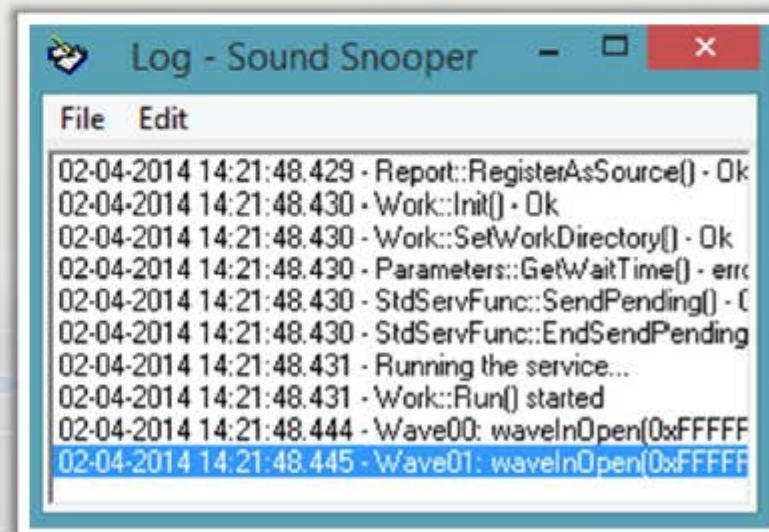 Log - Sound Snooper
File Edit
02-04-2014 14:21:48.429 - Report::RegisterAsSource() - Ok
02-04-2014 14:21:48.430 - Work::Init() - Ok
02-04-2014 14:21:48.430 - Work::SetWorkDirectory() - Ok
02-04-2014 14:21:48.430 - Parameters::GetWaitTime() - erro
02-04-2014 14:21:48.430 - StdServFunc::SendPending() -
02-04-2014 14:21:48.430 - StdServFunc::EndSendPending
02-04-2014 14:21:48.431 - Running the service...
02-04-2014 14:21:48.431 - Work::Run() started
02-04-2014 14:21:48.444 - Wave00: waveInOpen(0xFFFFF
02-04-2014 14:21:48.445 - Wave01: waveInOpen(0xFFFFF